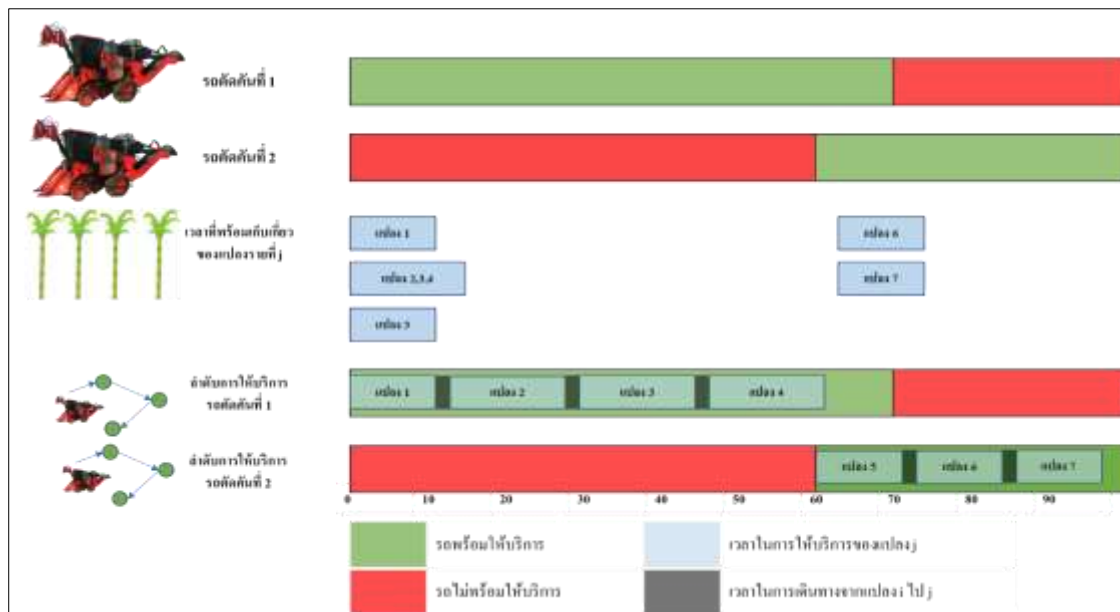 รถตัดคันที่ 1
รถตัดคันที่ 2
เวลาที่พร้อมเก็บเกี่ยว
ของแปลงรายที่ j
แปลง 1
แปลง 6
แปลง 2,3,4
แปลง 7
แปลง 5
ลำดับการให้บริการ
รถตัดคันที่ 1
แปลง 1 แปลง 2 แปลง 3 แปลง 4
ลำดับการให้บริการ
รถตัดคันที่ 2
แปลง 5 แปลง 6 แปลง 7
0 10 20 30 40 50 60 70 80 90
รถพร้อมให้บริการ
เวลาในการให้บริการของแปลง j
รถไม่พร้อมให้บริการ
เวลาในการเดินทางจากแปลง i ไป j